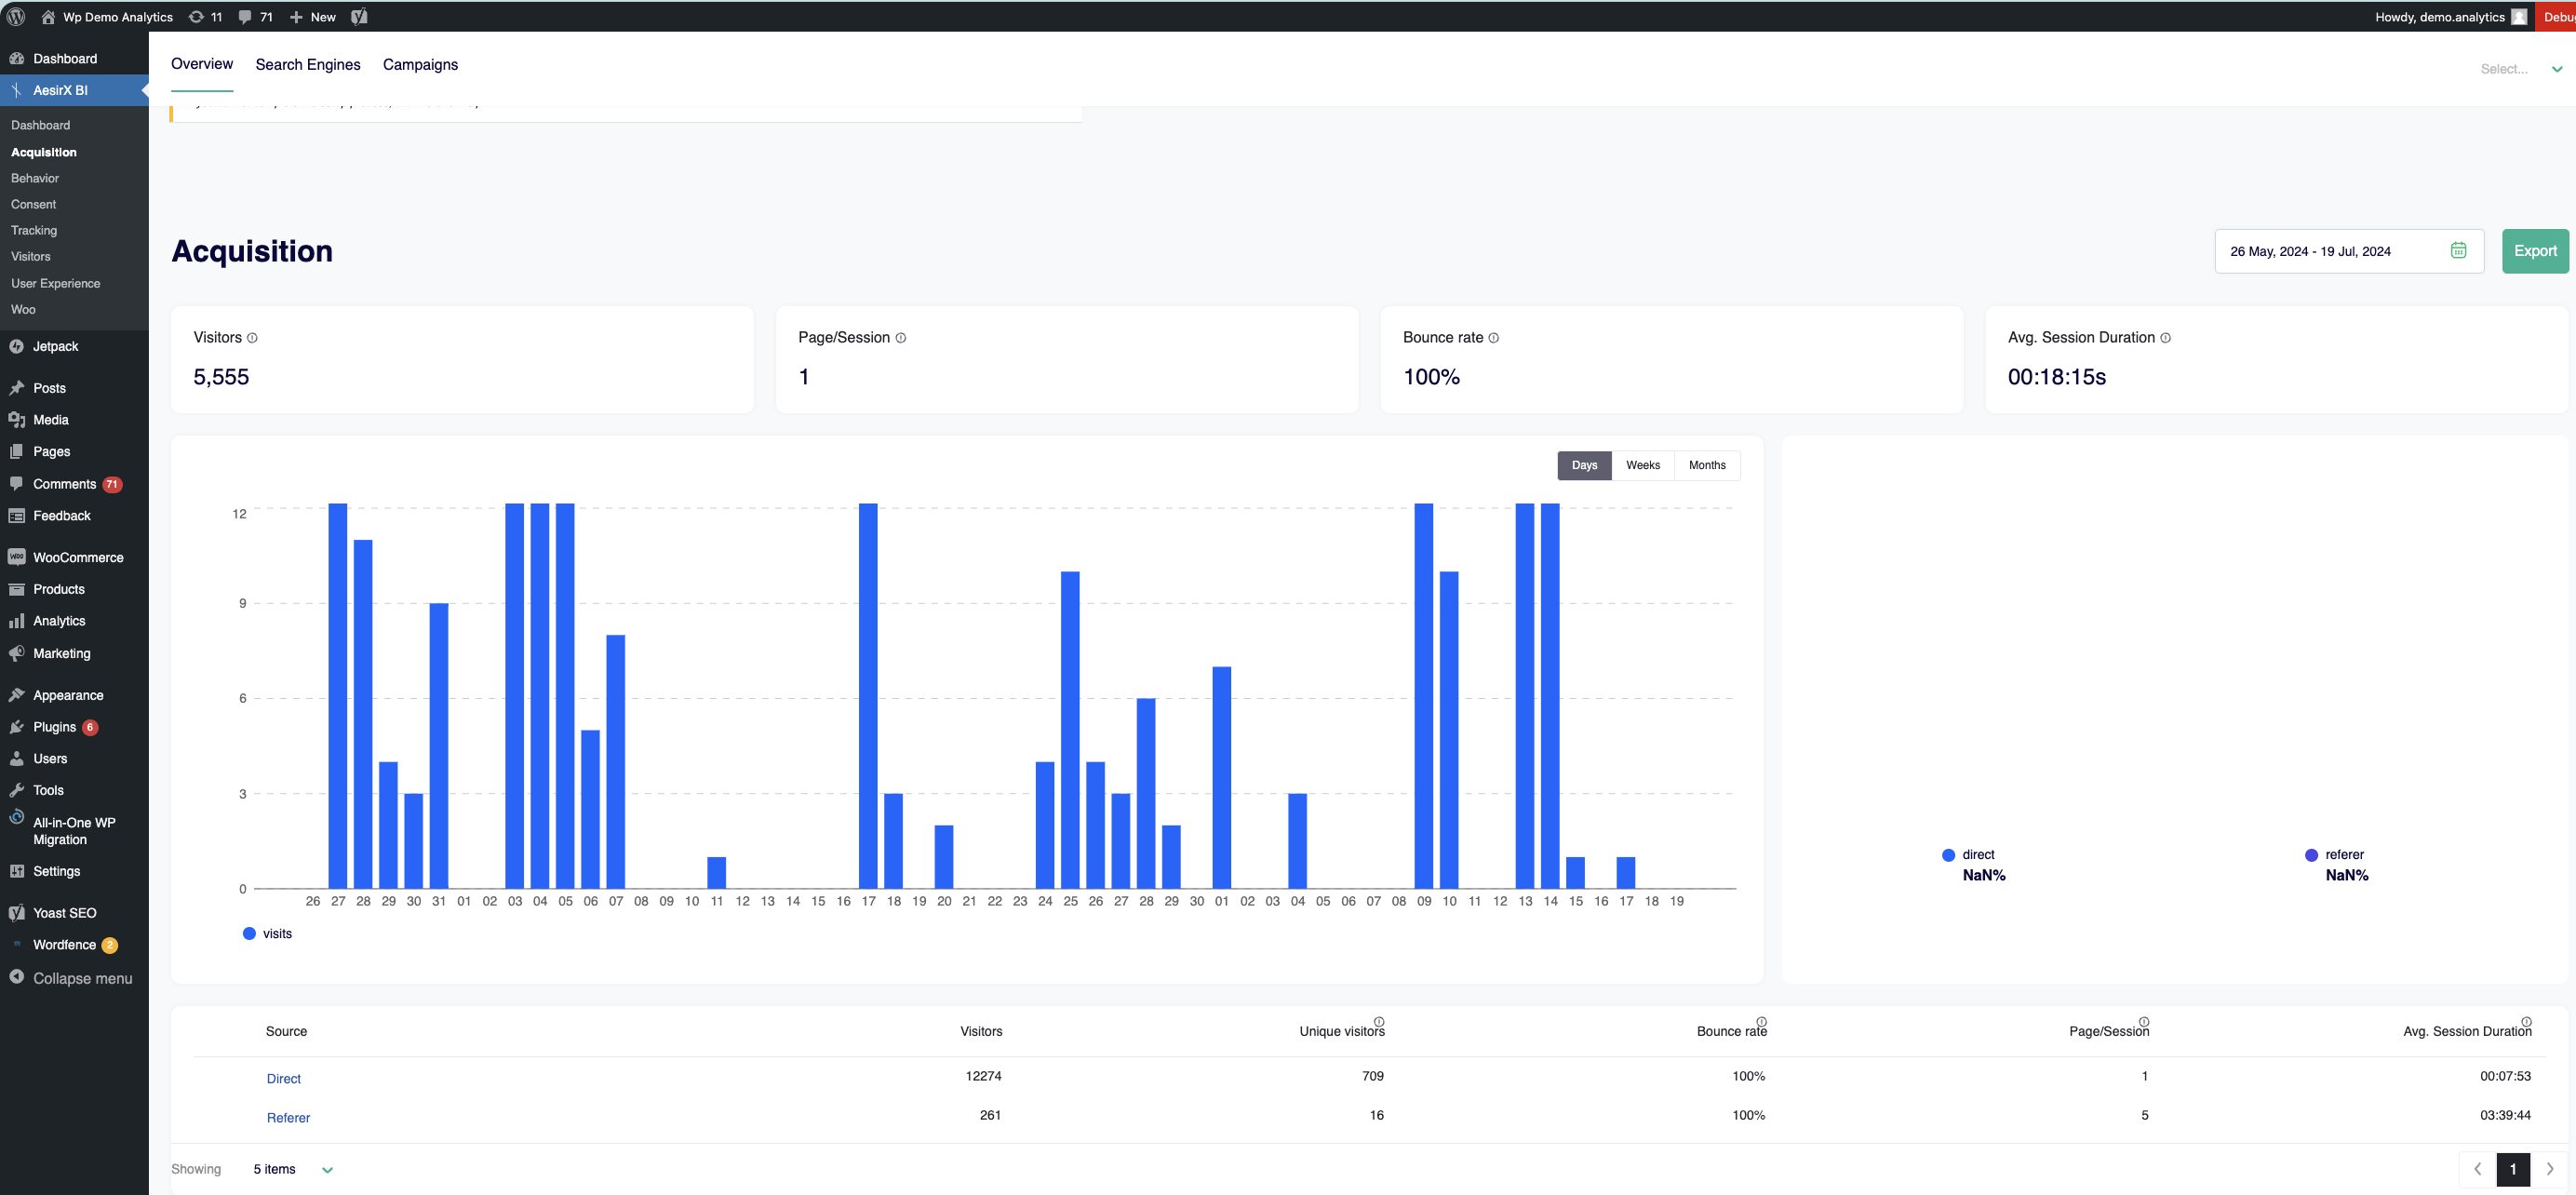 Wp Demo Analytics 11 71 New Howdy, demo.analytics
Overview Search Engines Campaigns Select...
Dashboard
AesirX BI
Dashboard
Acquisition
Behavior
Consent
Tracking
Visitors
User Experience
Woo
Jetpack
Posts
Media
Pages
Comments 71
Feedback
WooCommerce
Products
Analytics
Marketing
Appearance
Plugins 6
Users
Tools
All-in-One WP
Migration
Settings
Yoast SEO
Wordfence 2
Collapse menu
Acquisition
26 May, 2024 - 19 Jul, 2024 Export
Visitors
5,555
Page/Session
1
Bounce rate
100%
Avg. Session Duration
00:18:15s
Days Weeks Months
12
9
6
3
0
26 27 28 29 30 31 01 02 03 04 05 06 07 08 09 10 11 12 13 14 15 16 17 18 19 20 21 22 23 24 25 26 27 28 29 30 01 02 03 04 05 06 07 08 09 10 11 12 13 14 15 16 17 18 19
visits
direct
NaN%
referer
NaN%
Source Visitors Unique visitors Bounce rate Page/Session Avg. Session Duration
Direct 12274 709 100% 1 00:07:53
Referer 261 16 100% 5 03:39:44
Showing 5 items 1